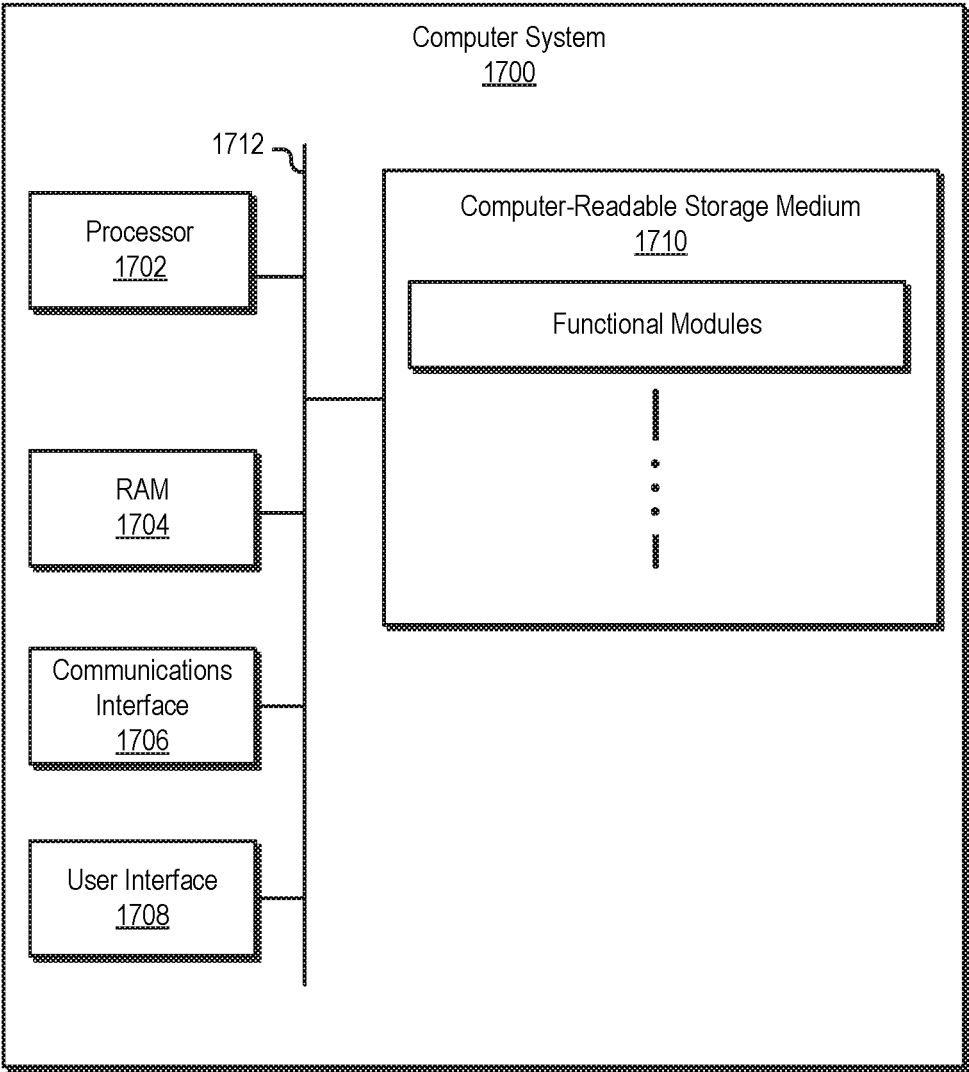 Computer System
1700
1712
Processor
1702
Computer-Readable Storage Medium
1710
Functional Modules
RAM
1704
Communications
Interface
1706
User Interface
1708